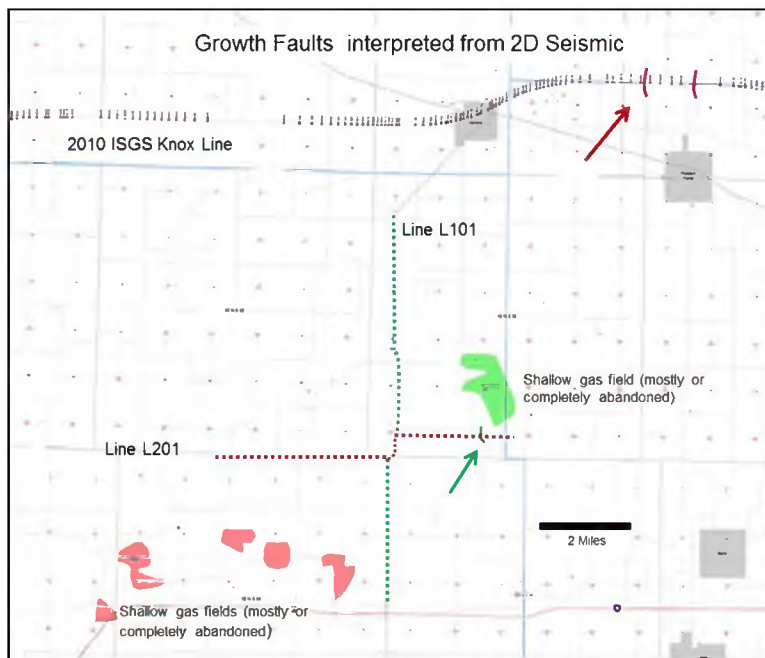 Growth Faults interpreted from 2D Seismic
2010 ISGS Knox Line
Line L101
Shallow gas field (mostly or
completely abandoned)
Line L201
2 Miles
Shallow gas fields (mostly or
completely abandoned)